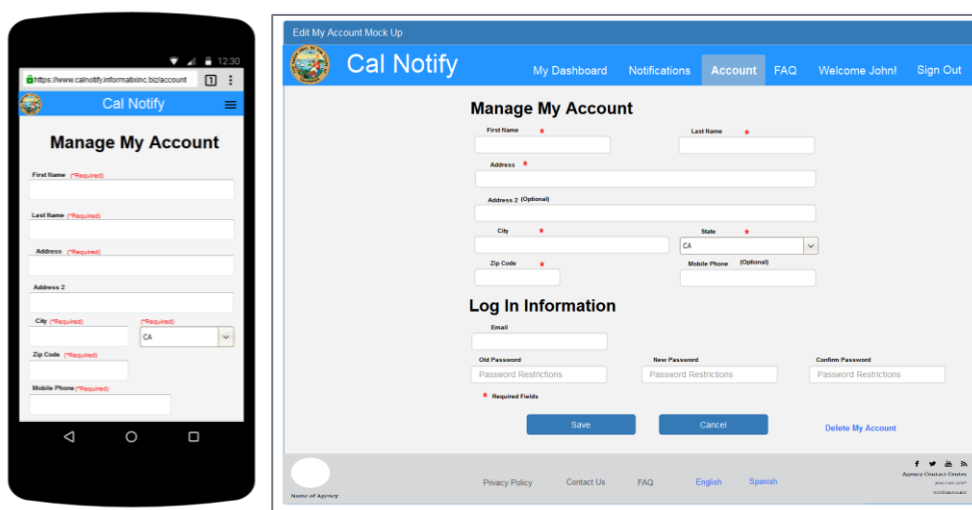 12:30
https://www.calnotify.informatixinc.biz/account
1
Cal Notify
Manage My Account
First Name (*Required)
Last Name (*Required)
Address (*Required)
Address 2
City (*Required) (*Required)
CA
Zip Code (*Required)
Mobile Phone (*Required)
Edit My Account Mock Up
Cal Notify My Dashboard Notifications Account FAQ Welcome John! Sign Out
Manage My Account
First Name * Last Name *
Address *
Address 2 (Optional)
City * State *
CA
Zip Code * Mobile Phone (Optional)
Log In Information
Email
Old Password New Password Confirm Password
Password Restrictions Password Restrictions Password Restrictions
* Required Fields
Save Cancel Delete My Account
Name of Agency Privacy Policy Contact Us FAQ English Spanish
Agency Contact Center